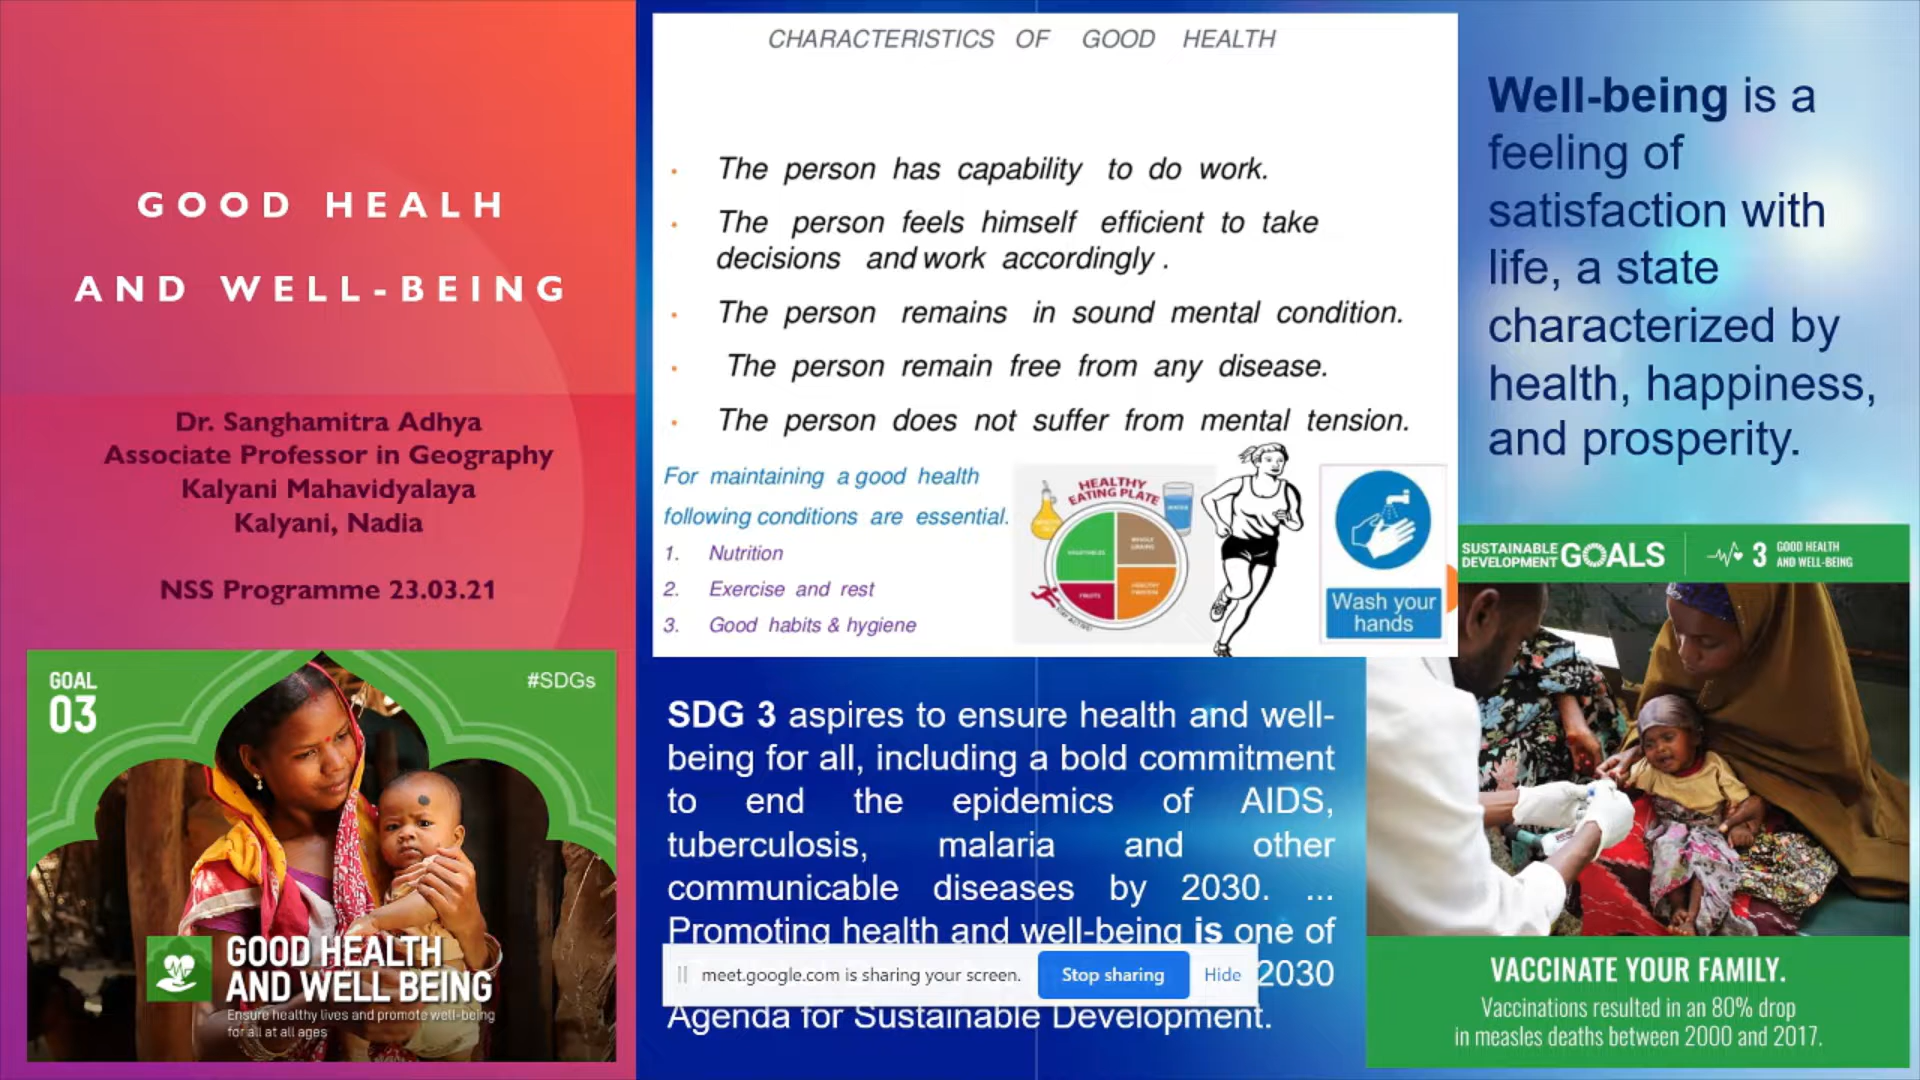 GOOD HEALH
AND WELL-BEING
Dr. Sanghamitra Adhya
Associate Professor in Geography
Kalyani Mahavidyalaya
Kalyani, Nadia
NSS Programme 23.03.21
GOAL
03
#SDGs
GOOD HEALTH
AND WELL BEING
Ensure healthy lives and promote well-being
for all at all ages
CHARACTERISTICS OF GOOD HEALTH
• The person has capability to do work.
• The person feels himself efficient to take
decisions and work accordingly .
• The person remains in sound mental condition.
• The person remain free from any disease.
• The person does not suffer from mental tension.
For maintaining a good health
following conditions are essential.
1. Nutrition
2. Exercise and rest
3. Good habits & hygiene
HEALTHY
EATING PLATE
WATER
VEGETABLES
WHOLE
GRAINS
FRUITS
HEALTHY
PROTEIN
STAY ACTIVE!
Wash your
hands
SDG 3 aspires to ensure health and well-
being for all, including a bold commitment
to end the epidemics of AIDS,
tuberculosis, malaria and other
communicable diseases by 2030. ...
Promoting health and well-being is one of
2030
Agenda for Sustainable Development.
meet.google.com is sharing your screen.
Stop sharing
Hide
Well-being is a
feeling of
satisfaction with
life, a state
characterized by
health, happiness,
and prosperity.
SUSTAINABLE
DEVELOPMENT GOALS
3 GOOD HEALTH
AND WELL-BEING
VACCINATE YOUR FAMILY.
Vaccinations resulted in an 80% drop
in measles deaths between 2000 and 2017.